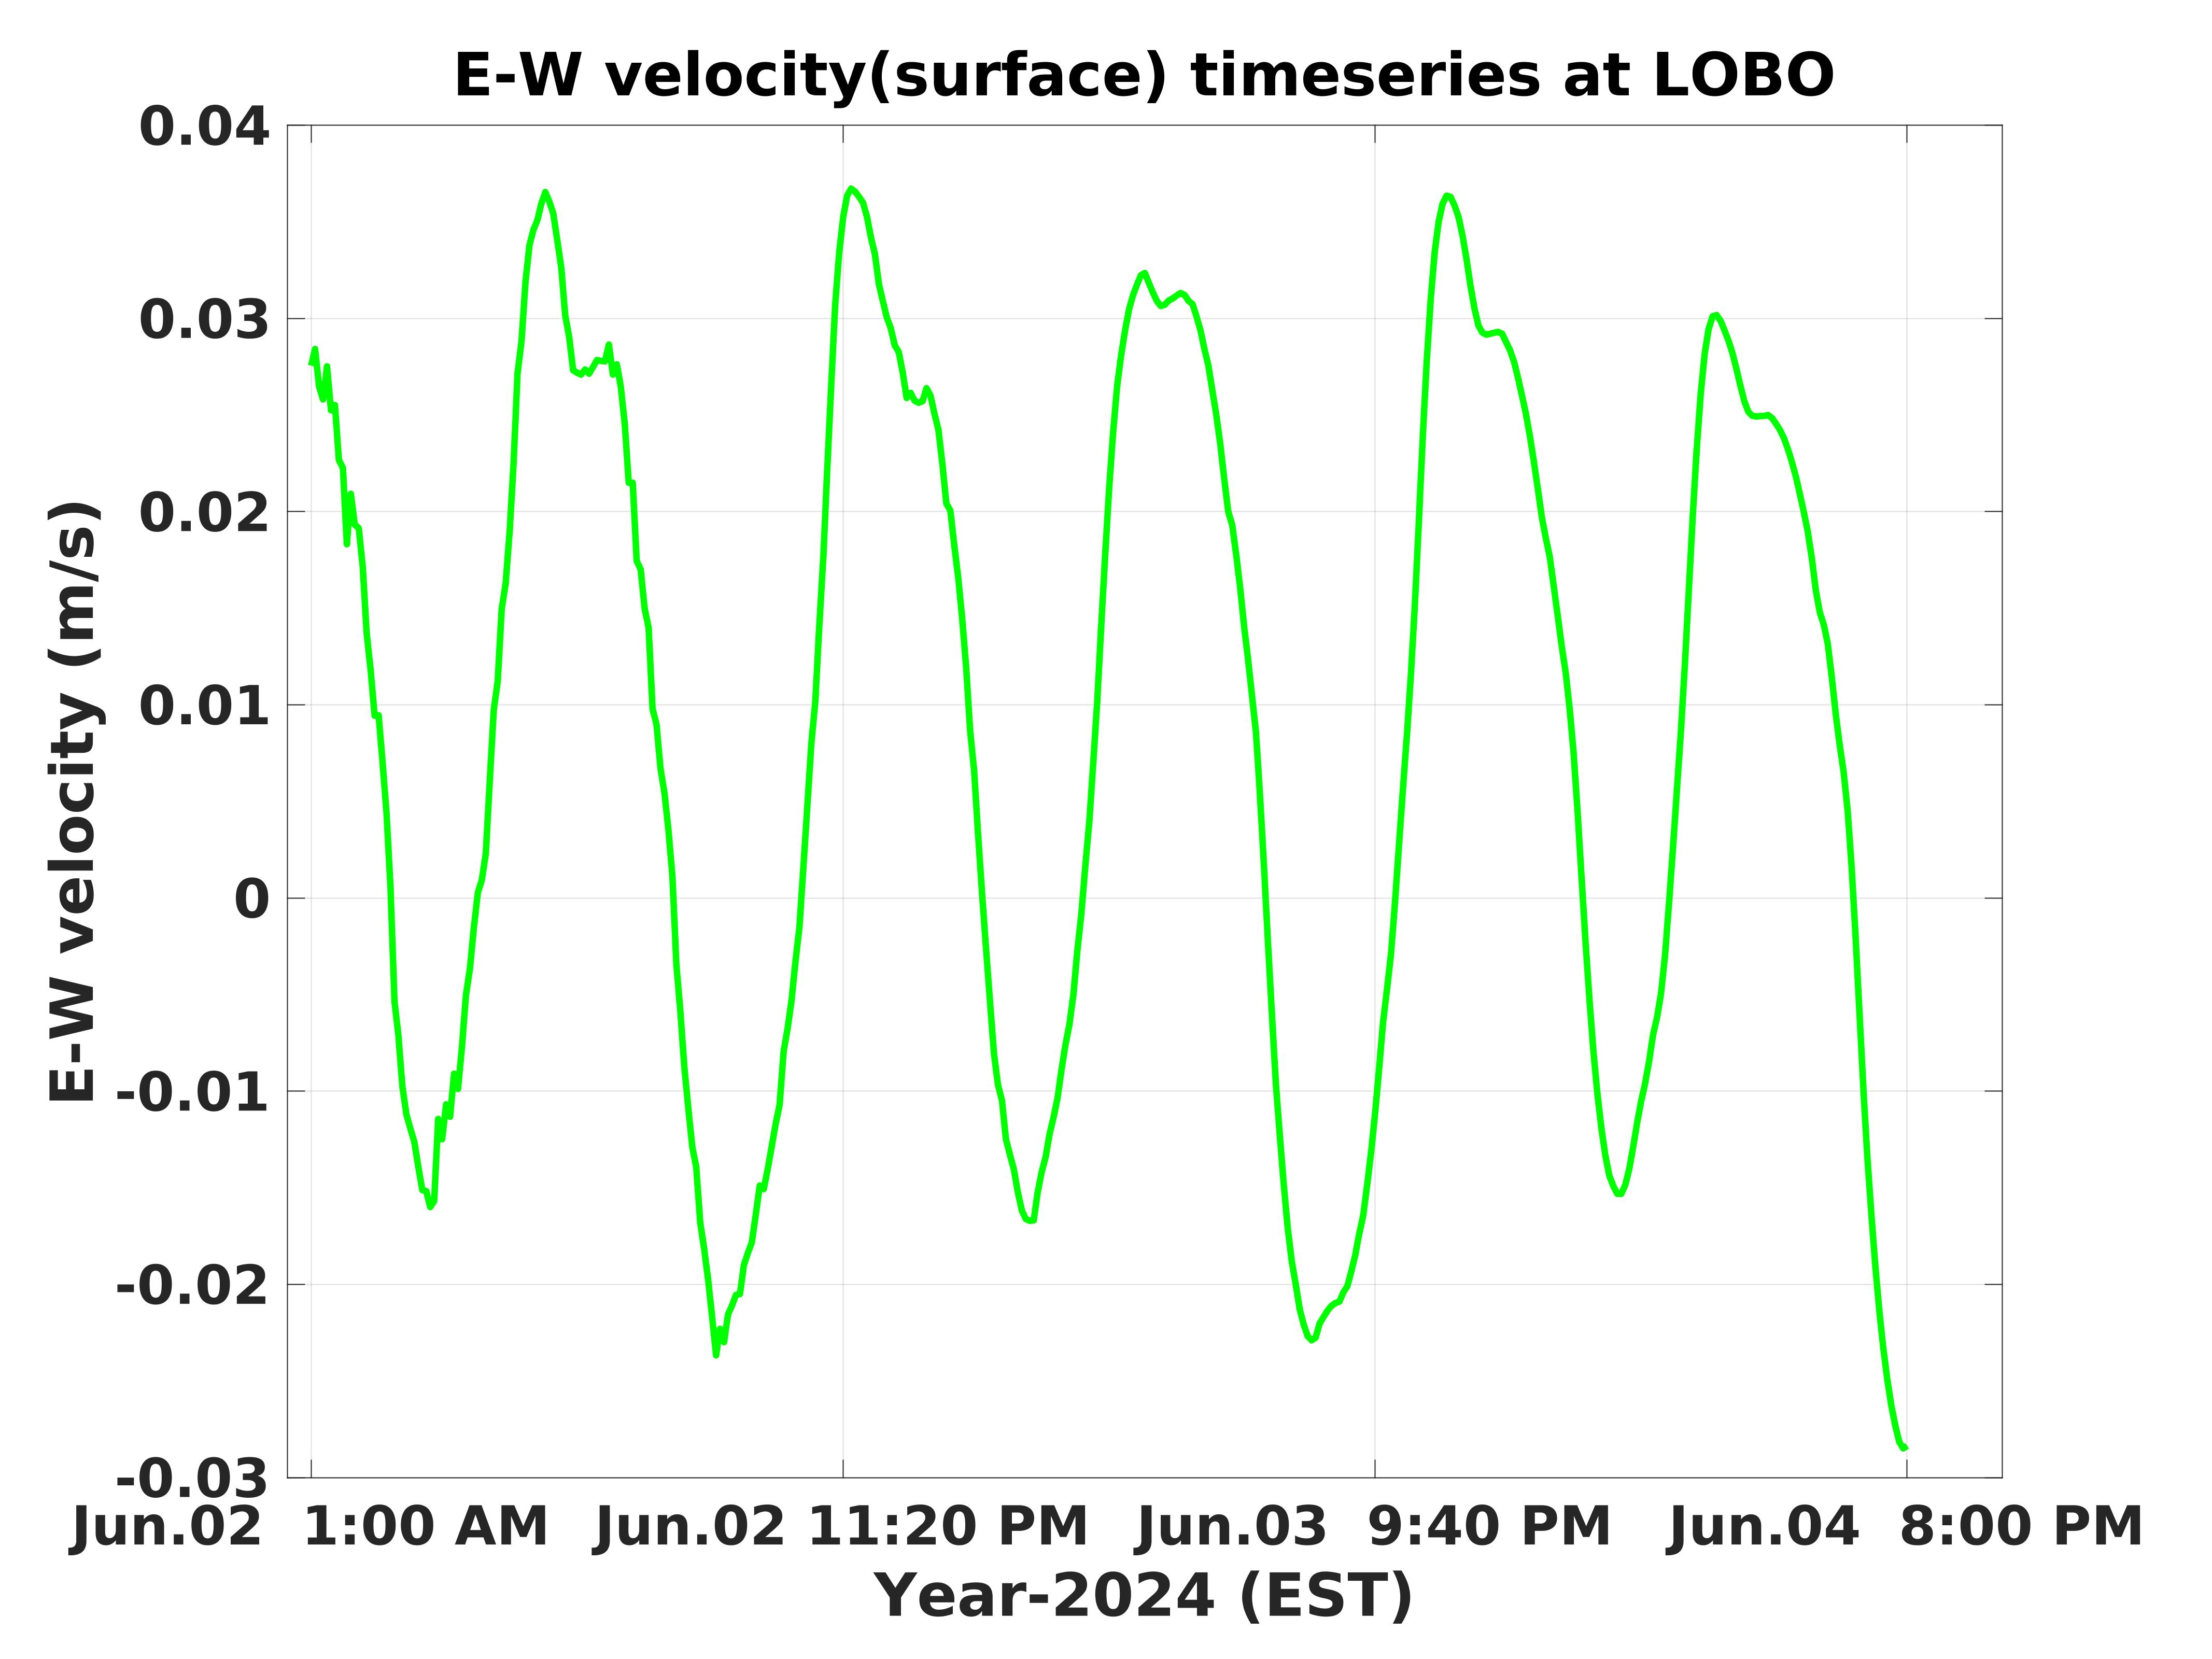 E-W velocity(surface) timeseries at LOBO
E-W velocity (m/s)
0.04
0.03
0.02
0.01
0
-0.01
-0.02
-0.03
Jun.02 1:00 AM
Jun.02 11:20 PM
Jun.03 9:40 PM
Jun.04 8:00 PM
Year-2024 (EST)